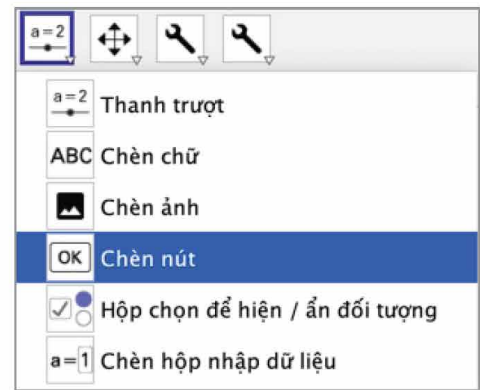 a=2
a=2 Thanh trượt
ABC Chèn chữ
Chèn ảnh
OK Chèn nút
Hộp chọn để hiện / ẩn đối tượng
a=1 Chèn hộp nhập dữ liệu